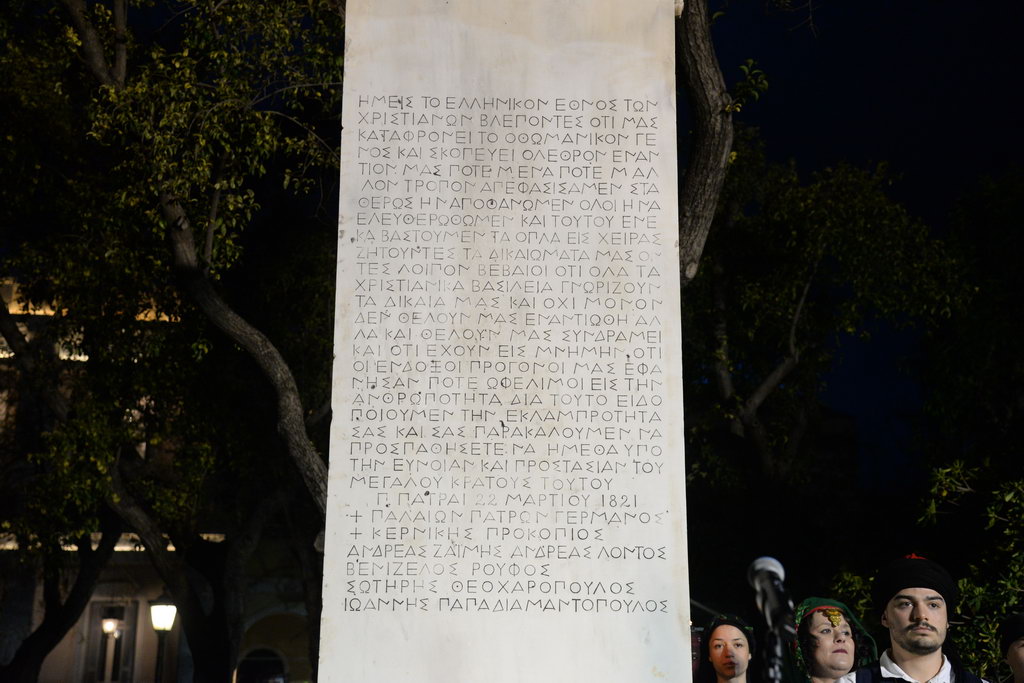 ΗΜΕΙΣ ΤΟ ΕΛΛΗΜΙΚΟΝ ΕΘΝΟΣ ΤΩΝ
ΧΡΙΣΤΙΑΝΩΝ ΒΛΕΠΟΝΤΕΣ ΟΤΙ ΜΑΣ
ΚΑΤΑΦΡΟΝΕΙ ΤΟ ΟΘΩΜΑΝΙΚΟΝ ΓΕ
ΝΟΣ ΚΑΙ ΣΚΟΠΕΥΕΙ ΟΛΕΘΡΟΝ ΕΝΑΝ
ΤΙΟΝ ΜΑΣ ΠΟΤΕ Μ ΕΝΑ ΠΟΤΕ Μ ΑΛ
ΛΟΝ ΤΡΟΠΟΝ ΑΠΕΦΑΣΙΣΑΜΕΝ ΣΤΑ
ΘΕΡΩΣ Η ΝΑ ΠΟΘΑΝΩΜΕΝ ΟΛΟΙ Η ΝΑ
ΕΛΕΥΘΕΡΩΘΩΜΕΝ ΚΑΙ ΤΟΥΤΟΥ ΕΝΕ
ΚΑ ΒΑΣΤΟΥΜΕΝ ΤΑ ΟΠΛΑ ΕΙΣ ΧΕΙΡΑΣ
ΖΗΤΟΥΝΤΕΣ ΤΑ ΔΙΚΑΙΩΜΑΤΑ ΜΑΣ ΟΝ
ΤΕΣ ΛΟΙΠΟΝ ΒΕΒΑΙΟΙ ΟΤΙ ΟΛΑ ΤΑ
ΧΡΙΣΤΙΑΝΙΚΑ ΒΑΣΙΛΕΙΑ ΓΝΩΡΙΖΟΥΝ
ΤΑ ΔΙΚΑΙΑ ΜΑΣ ΚΑΙ ΟΧΙ ΜΟΝΟΝ
ΔΕΝ ΘΕΛΟΥΝ ΜΑΣ ΕΝΑΝΤΙΩΘΗ ΑΛ
ΛΑ ΚΑΙ ΘΕΛΟΥΝ ΜΑΣ ΣΥΝΔΡΑΜΕΙ
ΚΑΙ ΟΤΙ ΕΧΟΥΝ ΕΙΣ ΜΝΗΜΗΝ ΟΤΙ
ΟΙ ΕΝΔΟΞΟΙ ΠΡΟΓΟΝΟΙ ΜΑΣ ΕΦΑ
ΝΗΣΑΝ ΠΟΤΕ ΩΦΕΛΙΜΟΙ ΕΙΣ ΤΗΝ
ΑΝΘΡΩΠΟΤΗΤΑ ΔΙΑ ΤΟΥΤΟ ΕΙΔΟ
ΠΟΙΟΥΜΕΝ ΤΗΝ ΕΚΛΑΜΠΡΟΤΗΤΑ
ΣΑΣ ΚΑΙ ΣΑΣ ΠΑΡΑΚΑΛΟΥΜΕΝ ΝΑ
ΠΡΟΣΠΑΘΗΣΕΤΕ ΝΑ ΗΜΕΘΑ ΥΠΟ
ΤΗΝ ΕΥΝΟΙΑΝ ΚΑΙ ΠΡΟΣΤΑΣΙΑΝ ΤΟΥ
ΜΕΓΑΛΟΥ ΚΡΑΤΟΥΣ ΤΟΥΤΟΥ
Π. ΠΑΤΡΑΙ 22 ΜΑΡΤΙΟΥ 1821
+ ΠΑΛΑΙΩΝ ΠΑΤΡΩΝ ΓΕΡΜΑΝΟΣ
+ ΚΕΡΝΙΚΗΣ ΠΡΟΚΟΠΙΟΣ
ΑΝΔΡΕΑΣ ΖΑΪΜΗΣ ΑΝΔΡΕΑΣ ΛΟΝΤΟΣ
ΒΕΝΙΖΕΛΟΣ ΡΟΥΦΟΣ
ΣΩΤΗΡΗΣ ΘΕΟΧΑΡΟΠΟΥΛΟΣ
ΙΩΑΝΝΗΣ ΠΑΠΑΔΙΑΜΑΝΤΟΠΟΥΛΟΣ